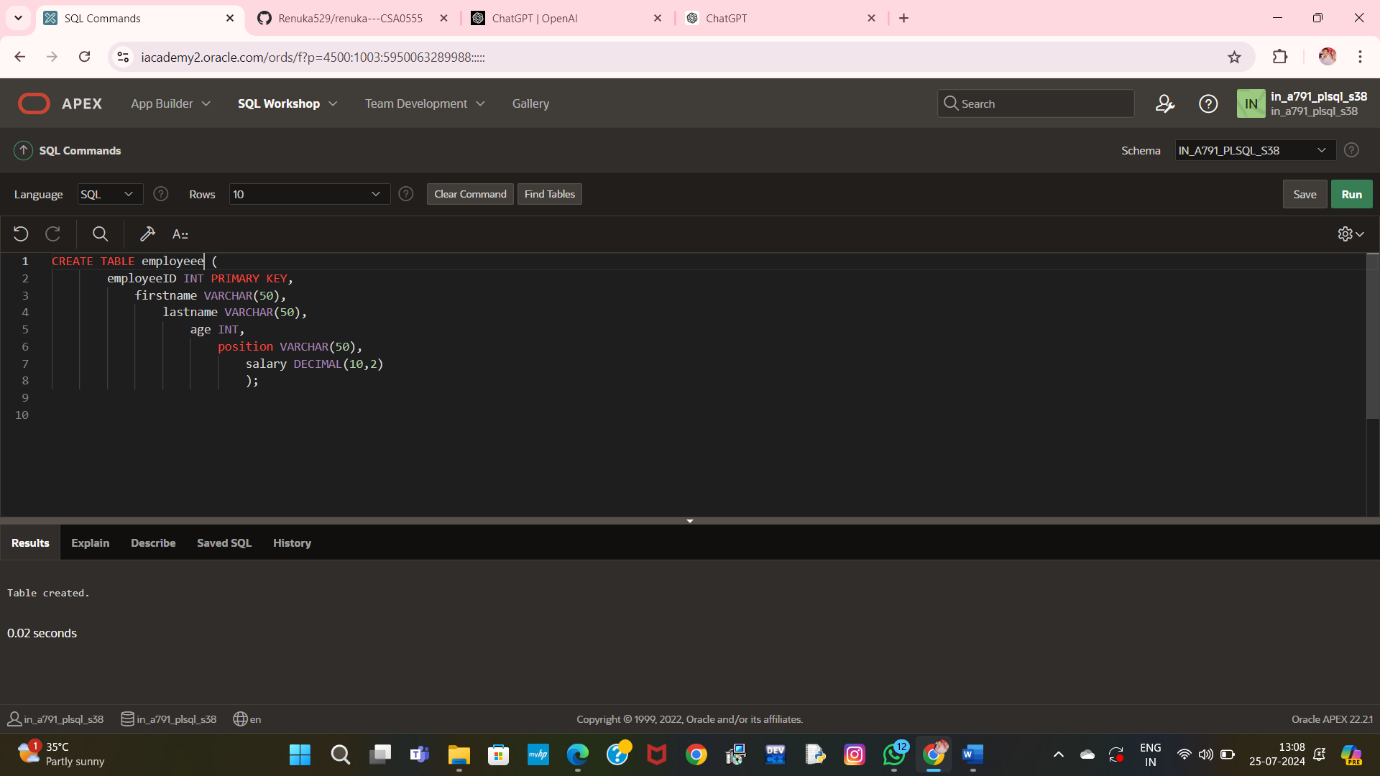 SQL Commands
Renuka529/renuka---CSA0555
ChatGPT | OpenAI
ChatGPT
iacademy2.oracle.com/ords/f?p=4500:1003:5950063289988:::::
APEX
App Builder
SQL Workshop
Team Development
Gallery
Search
IN
in_a791_plsql_s38
in_a791_plsql_s38
SQL Commands
Schema
IN_A791_PLSQL_S38
Language
SQL
Rows
10
Clear Command
Find Tables
Save
Run
A::
1 CREATE TABLE employeee (
2 employeeID INT PRIMARY KEY,
3 firstname VARCHAR(50),
4 lastname VARCHAR(50),
5 age INT,
6 position VARCHAR(50),
7 salary DECIMAL(10,2)
8 );
9
10
Results
Explain
Describe
Saved SQL
History
Table created.
0.02 seconds
in_a791_plsql_s38
in_a791_plsql_s38
en
Copyright © 1999, 2022, Oracle and/or its affiliates.
Oracle APEX 22.2.1
1
35°C
Partly sunny
myhp
DEV
12
W
ENG
IN
13:08
25-07-2024
PRE